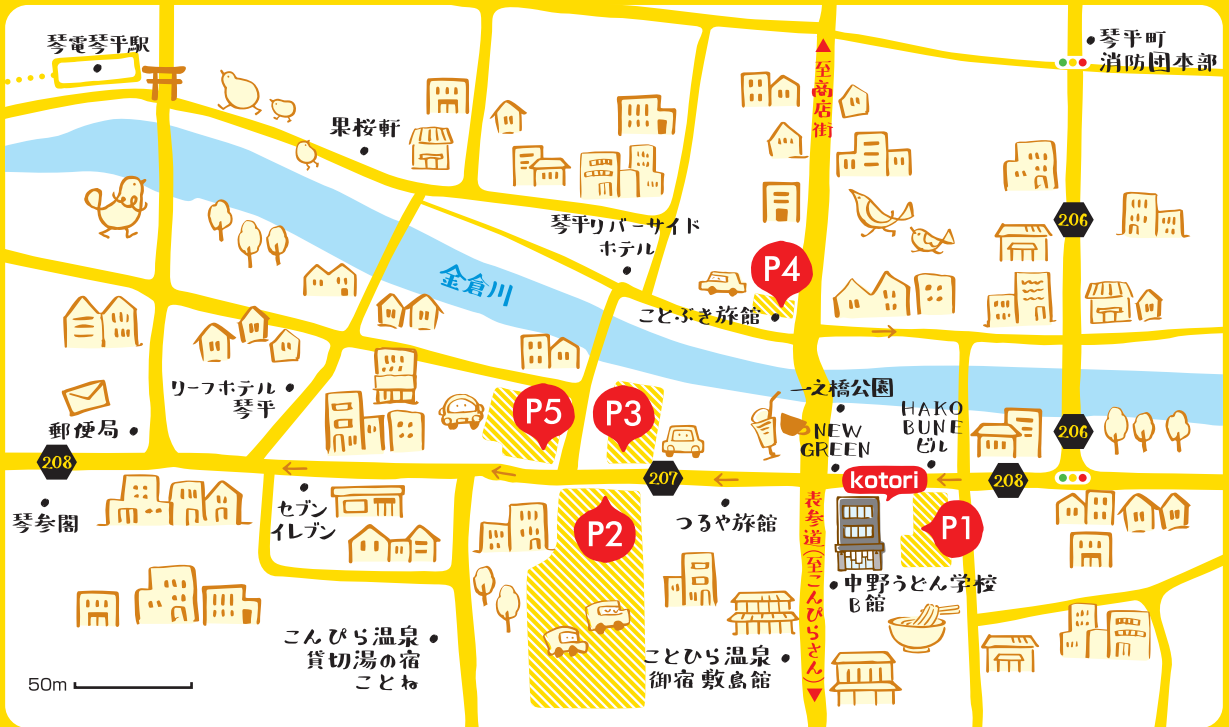 琴電琴平駅
琴平町
消防団本部
至商店街
果桜軒
206
琴平リバーサイド
ホテル
P4
金倉川
ことぶき旅館
リーフホテル
琴平
一之橋公園
HAKO
BUNE
ビル
NEW
GREEN
P5
P3
206
郵便局
208
207
kotori
208
琴参閣
セブン
イレブン
つるや旅館
P2
P1
表参道(至こんぴらさん)
中野うどん学校
B館
こんぴら温泉
貸切湯の宿
ことね
ことひら温泉
御宿 敷島館
50m